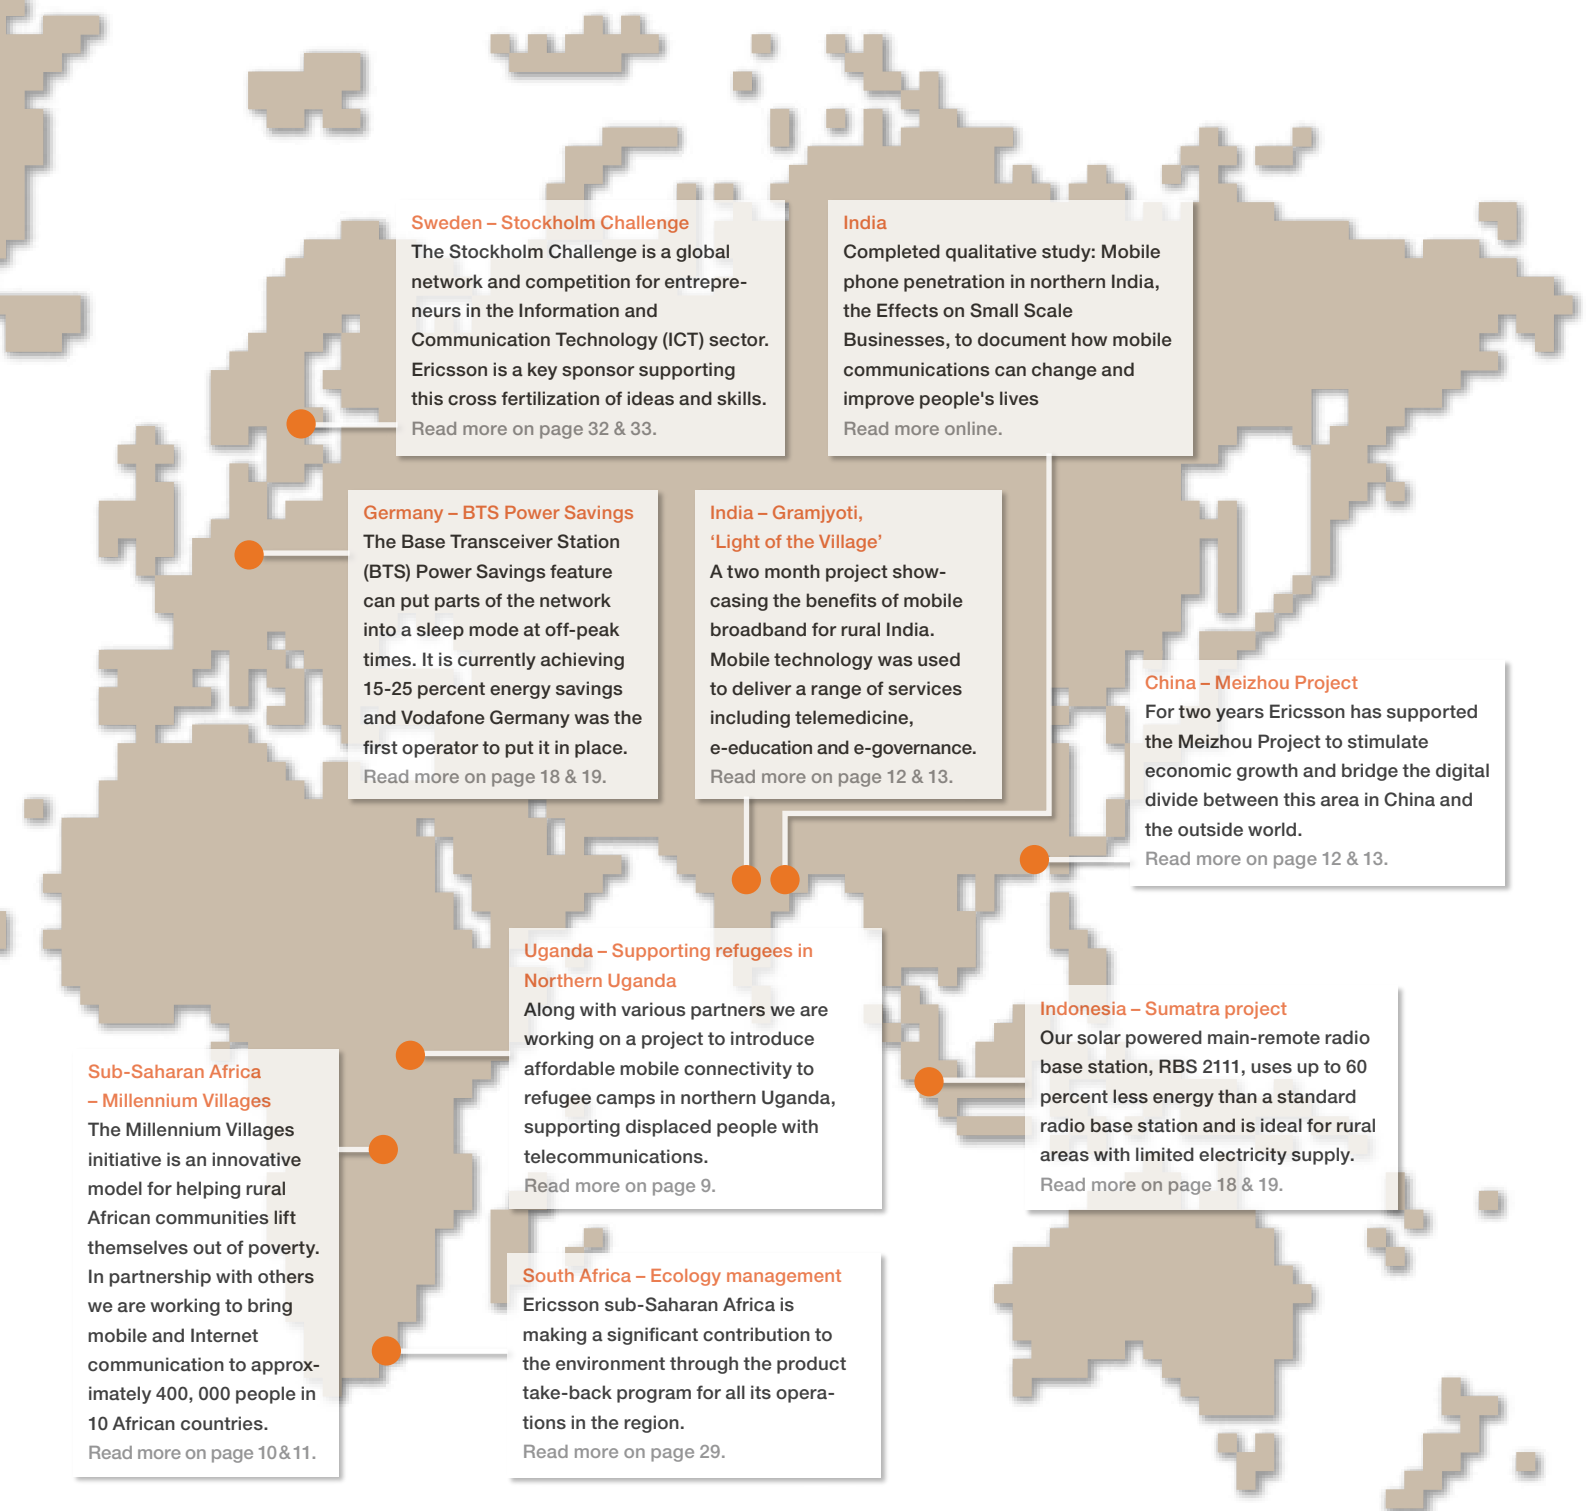 Sweden – Stockholm Challenge
The Stockholm Challenge is a global
network and competition for entrepre-
neurs in the Information and
Communication Technology (ICT) sector.
Ericsson is a key sponsor supporting
this cross fertilization of ideas and skills.
Read more on page 32 & 33.
India
Completed qualitative study: Mobile
phone penetration in northern India,
the Effects on Small Scale
Businesses, to document how mobile
communications can change and
improve people's lives
Read more online.
Germany – BTS Power Savings
The Base Transceiver Station
(BTS) Power Savings feature
can put parts of the network
into a sleep mode at off-peak
times. It is currently achieving
15-25 percent energy savings
and Vodafone Germany was the
first operator to put it in place.
Read more on page 18 & 19.
India – Gramjyoti,
‘Light of the Village’
A two month project show-
casing the benefits of mobile
broadband for rural India.
Mobile technology was used
to deliver a range of services
including telemedicine,
e-education and e-governance.
Read more on page 12 & 13.
China – Meizhou Project
For two years Ericsson has supported
the Meizhou Project to stimulate
economic growth and bridge the digital
divide between this area in China and
the outside world.
Read more on page 12 & 13.
Uganda – Supporting refugees in
Northern Uganda
Along with various partners we are
working on a project to introduce
affordable mobile connectivity to
refugee camps in northern Uganda,
supporting displaced people with
telecommunications.
Read more on page 9.
Indonesia – Sumatra project
Our solar powered main-remote radio
base station, RBS 2111, uses up to 60
percent less energy than a standard
radio base station and is ideal for rural
areas with limited electricity supply.
Read more on page 18 & 19.
Sub-Saharan Africa
– Millennium Villages
The Millennium Villages
initiative is an innovative
model for helping rural
African communities lift
themselves out of poverty.
In partnership with others
we are working to bring
mobile and Internet
communication to approx-
imately 400, 000 people in
10 African countries.
Read more on page 10 & 11.
South Africa – Ecology management
Ericsson sub-Saharan Africa is
making a significant contribution to
the environment through the product
take-back program for all its opera-
tions in the region.
Read more on page 29.